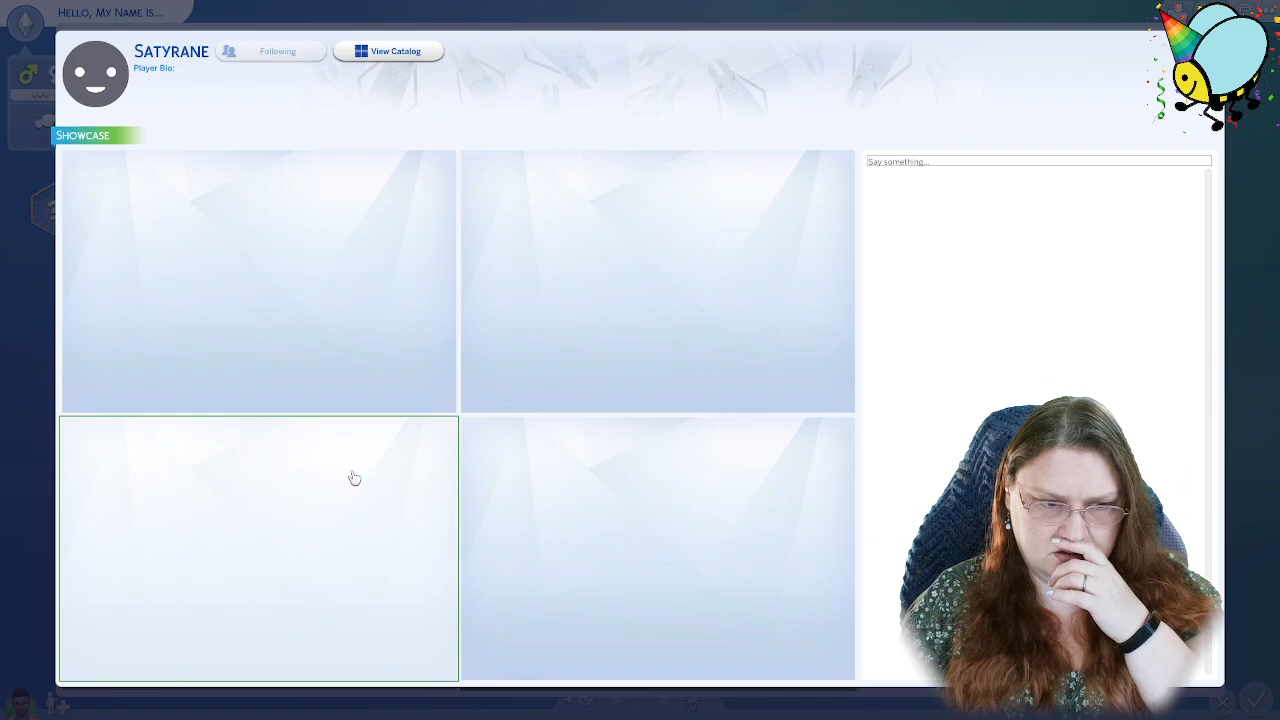 Hello, My Name Is...
Satyrane
Following
View Catalog
Player Bio:
Showcase
Say something...